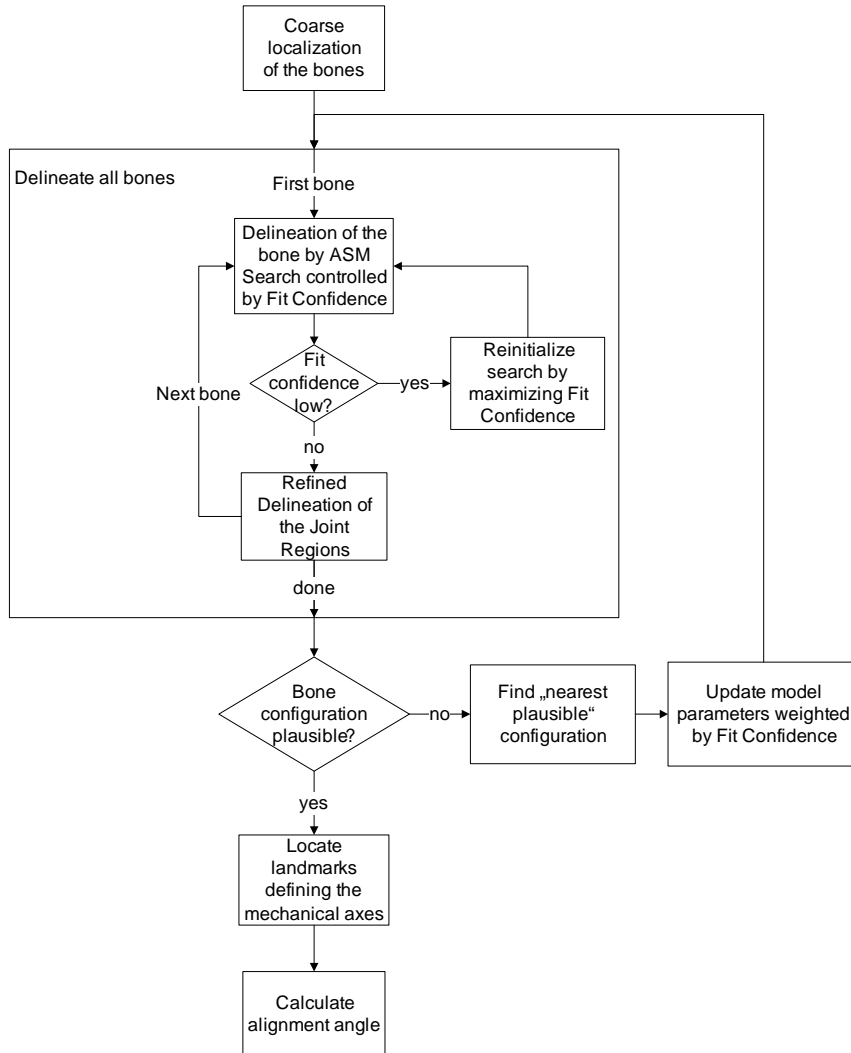 Coarse
localization
of the bones
Delineate all bones
First bone
Delineation of the
bone by ASM
Search controlled
by Fit Confidence
Fit
confidence
low?
yes
Reinitialize
search by
maximizing Fit
Confidence
Next bone
no
Refined
Delineation of
the Joint
Regions
done
Bone
configuration
plausible?
no
Find „nearest
plausible“
configuration
Update model
parameters weighted
by Fit Confidence
yes
Locate
landmarks
defining the
mechanical axes
Calculate
alignment angle